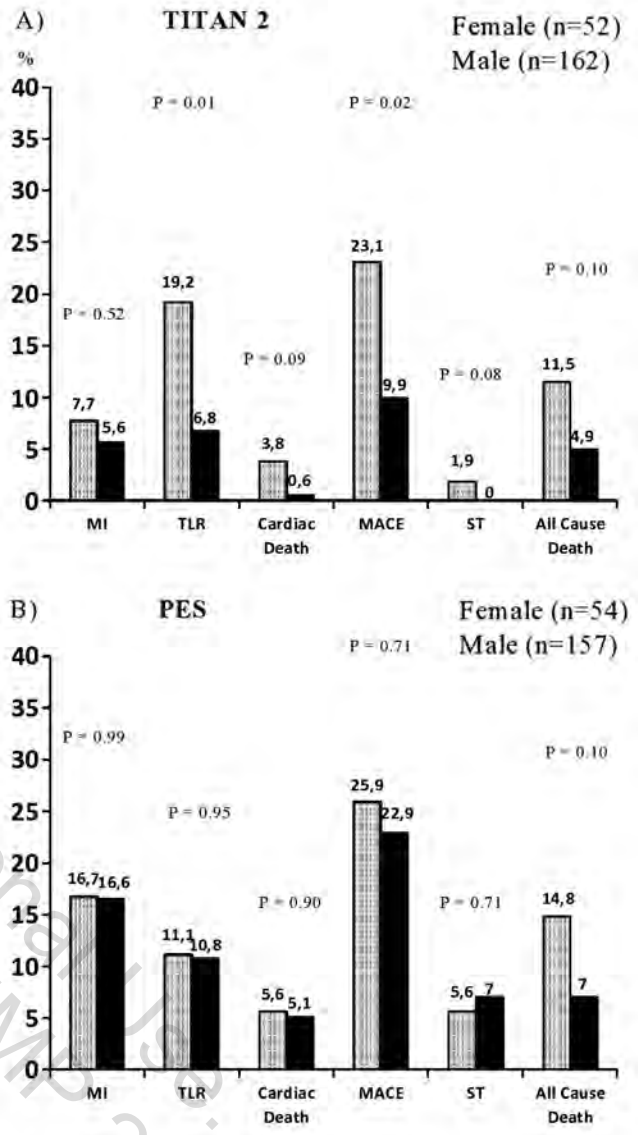 A) TITAN 2 Female (n=52)
Male (n=162)
%
40
35
30
25
20
15
10
5
0
P = 0.52
P = 0.01
P = 0.09
P = 0.02
P = 0.08
P = 0.10
7,7 5,6
19,2 6,8
3,8 0,6
23,1 9,9
1,9 0
11,5 4,9
MI TLR Cardiac Death MACE ST All Cause Death
B) PES Female (n=54)
Male (n=157)
40
35
30
25
20
15
10
5
0
P = 0.99
P = 0.95
P = 0.90
P = 0.71
P = 0.71
P = 0.10
16,7 16,6
11,1 10,8
5,6 5,1
25,9 22,9
5,6 7
14,8 7
MI TLR Cardiac Death MACE ST All Cause Death